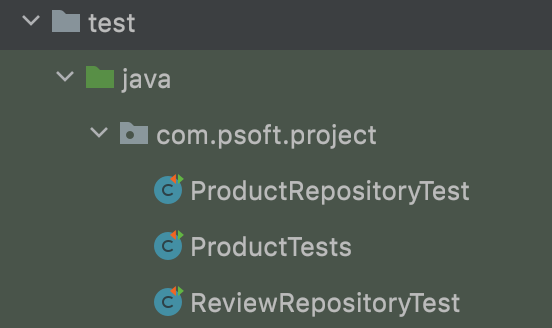 test
java
com.psoft.project
ProductRepositoryTest
ProductTests
ReviewRepositoryTest